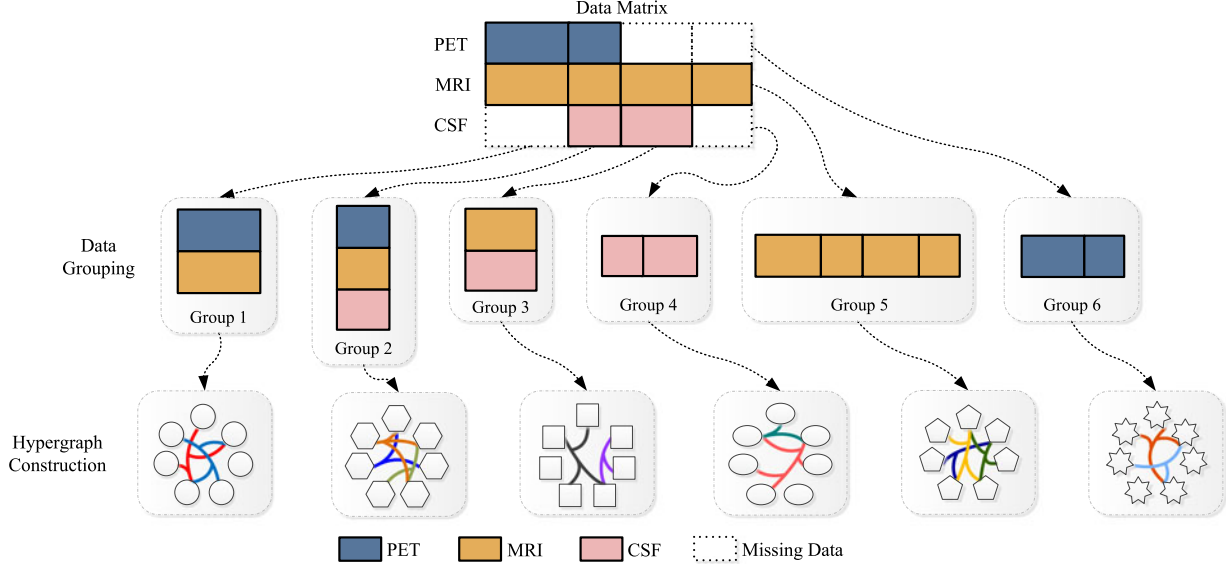 Data Matrix
PET
MRI
CSF
Data
Grouping
Group 1
Group 2
Group 3
Group 4
Group 5
Group 6
Hypergraph
Construction
PET
MRI
CSF
Missing Data